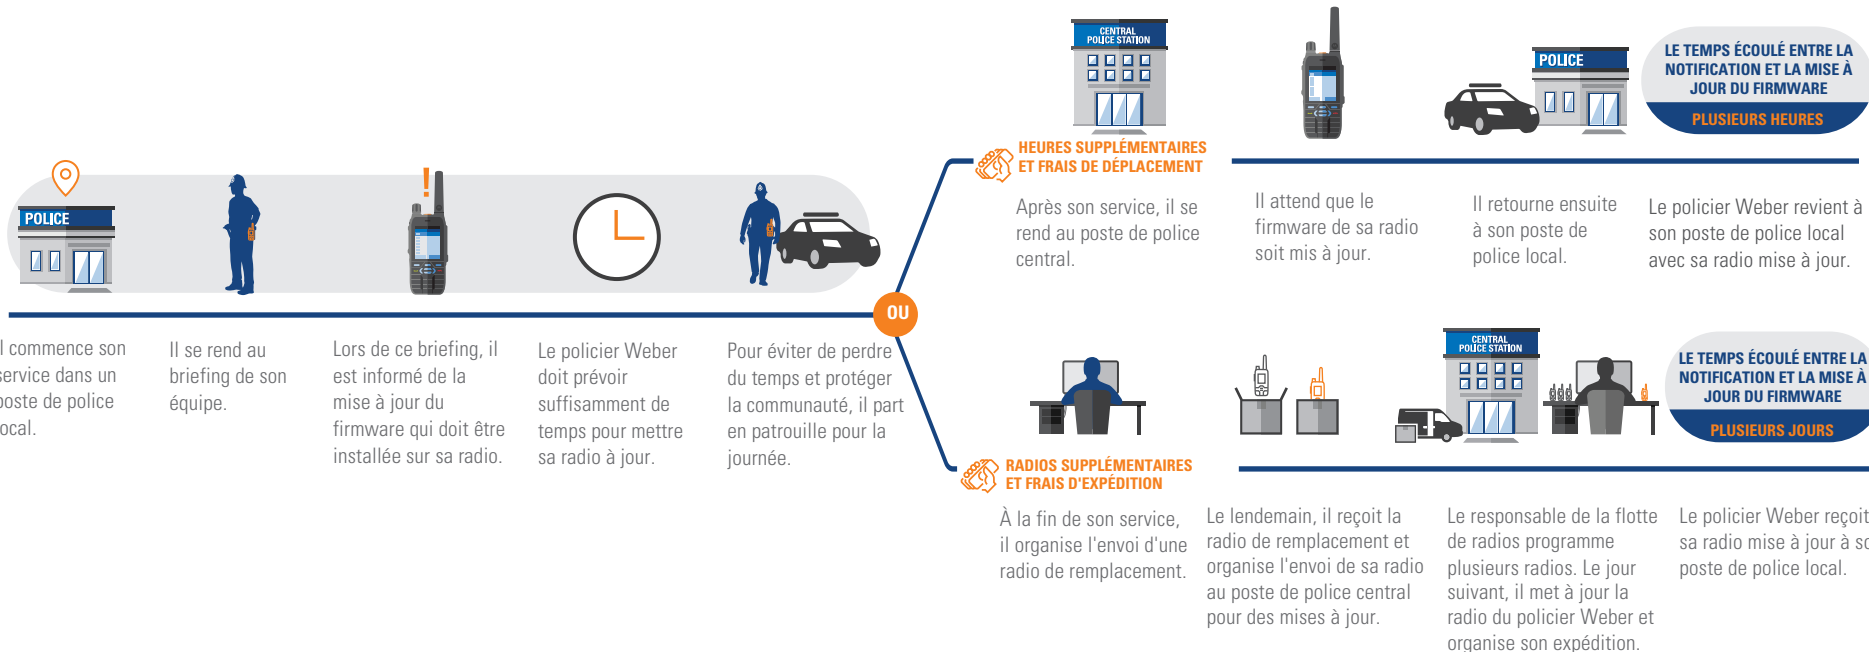 POLICE
l commence son
service dans un
poste de police
ocal.
Il se rend au
briefing de son
équipe.
!
Lors de ce briefing, il
est informé de la
mise à jour du
firmware qui doit être
installée sur sa radio.
Le policier Weber
doit prévoir
suffisamment de
temps pour mettre
sa radio à jour.
Pour éviter de perdre
du temps et protéger
la communauté, il part
en patrouille pour la
journée.
OU
CENTRAL
POLICE STATION
HEURES SUPPLÉMENTAIRES
ET FRAIS DE DÉPLACEMENT
Après son service, il se
rend au poste de police
central.
Il attend que le
firmware de sa radio
soit mis à jour.
POLICE
Il retourne ensuite
à son poste de
police local.
LE TEMPS ÉCOULÉ ENTRE LA
NOTIFICATION ET LA MISE À
JOUR DU FIRMWARE
PLUSIEURS HEURES
Le policier Weber revient à
son poste de police local
avec sa radio mise à jour.
RADIOS SUPPLÉMENTAIRES
ET FRAIS D'EXPÉDITION
À la fin de son service,
il organise l'envoi d'une
radio de remplacement.
Le lendemain, il reçoit la
radio de remplacement et
organise l'envoi de sa radio
au poste de police central
pour des mises à jour.
CENTRAL
POLICE STATION
Le responsable de la flotte
de radios programme
plusieurs radios. Le jour
suivant, il met à jour la
radio du policier Weber et
organise son expédition.
LE TEMPS ÉCOULÉ ENTRE LA
NOTIFICATION ET LA MISE À
JOUR DU FIRMWARE
PLUSIEURS JOURS
Le policier Weber reçoit
sa radio mise à jour à so
poste de police local.